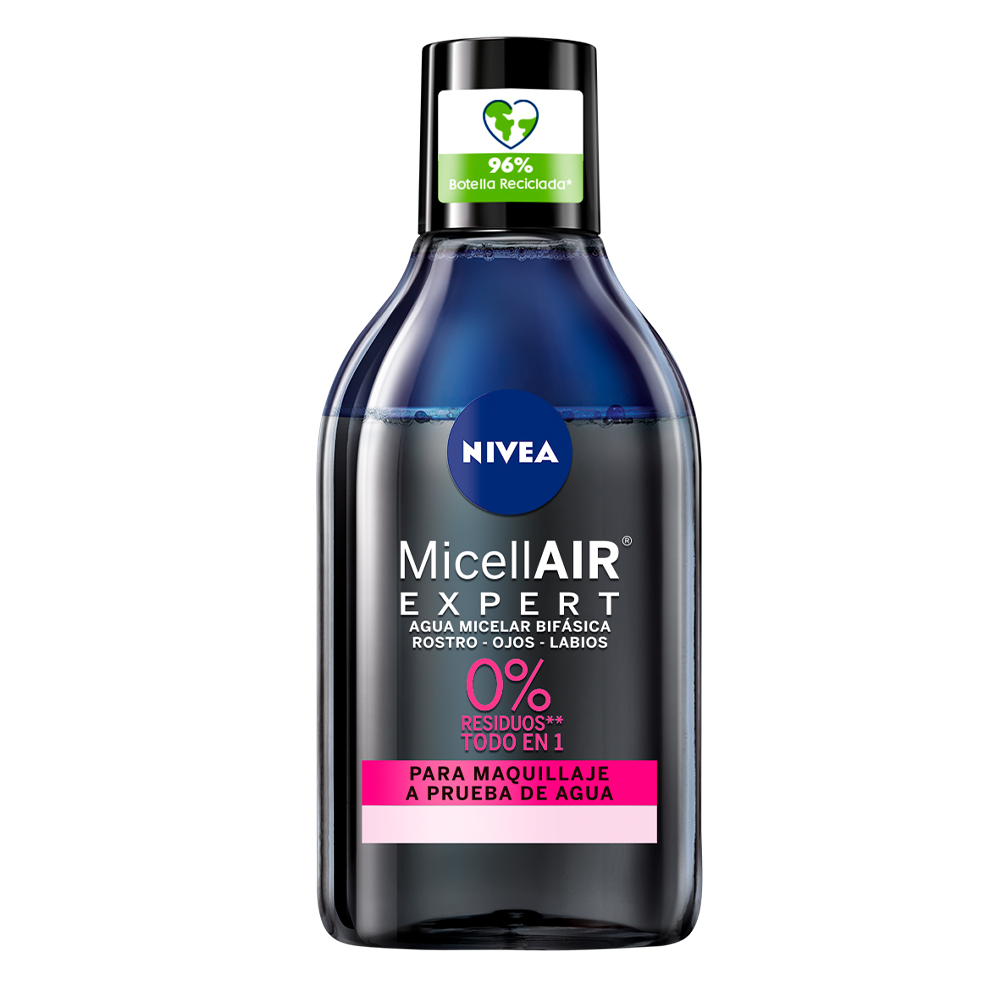 96%
Botella Reciclada*
NIVEA
MicellAIR®
EXPERT
AGUA MICELAR BIFÁSICA
ROSTRO - OJOS - LABIOS
0%
RESIDUOS**
TODO EN 1
PARA MAQUILLAJE
A PRUEBA DE AGUA